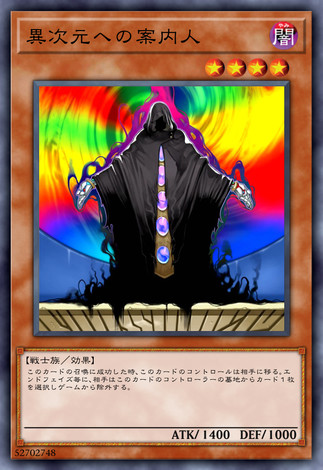 異次元への案内人
やみ
闇
【戦士族／効果】
このカードの召喚に成功した時、このカードのコントロールは相手に移る。エ
ンドフェイズ毎に、相手はこのカードのコントローラーの墓地からカード１枚
を選択しゲームから除外する。
ATK/ 1400 DEF/1000
52702748